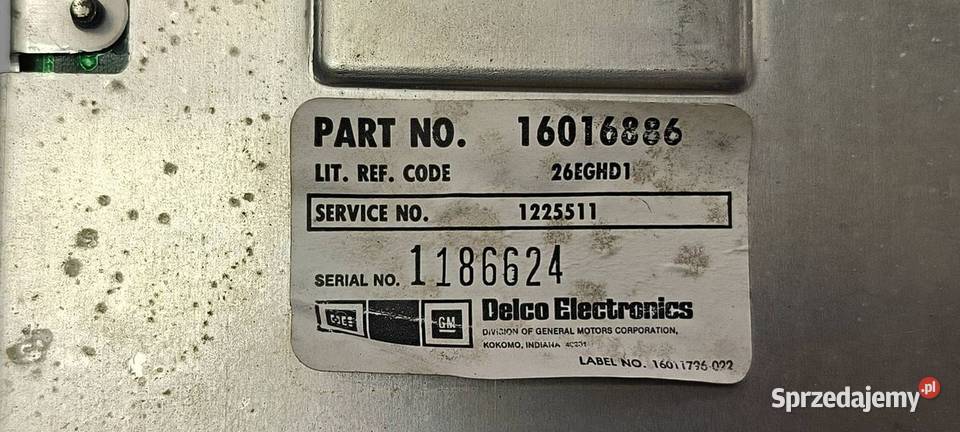 PART NO. 16016886
LIT. REF. CODE 26EGHD1
SERVICE NO. 1225511
SERIAL NO. 1186624
GM
Delco Electronics
DIVISION OF GENERAL MOTORS CORPORATION,
KOKOMO, INDIANA
LABEL NO. 16011796-022
Sprzedajemy.pl